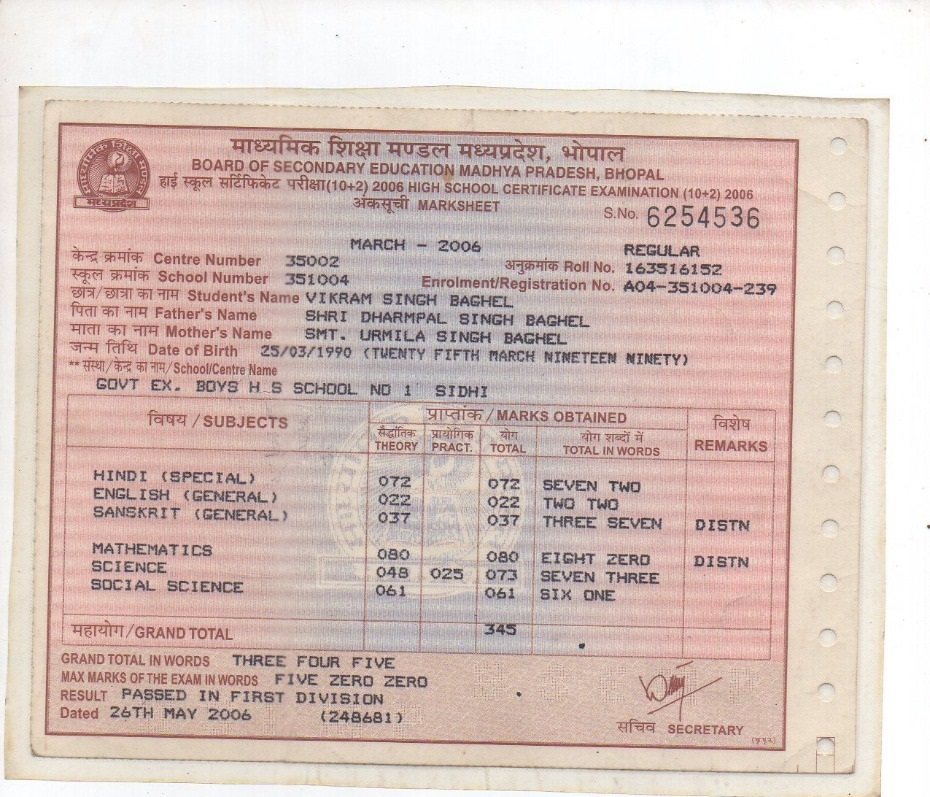 माध्यमिक शिक्षा मण्डल मध्यप्रदेश, भोपाल
BOARD OF SECONDARY EDUCATION MADHYA PRADESH, BHOPAL
हाई स्कूल सर्टिफिकेट परीक्षा(10+2) 2006 HIGH SCHOOL CERTIFICATE EXAMINATION (10+2) 2006
अंकसूची MARKSHEET
S.No. 6254536
मध्यप्रदेश
MARCH - 2006 REGULAR
केन्द्र क्रमांक Centre Number 35002 अनुक्रमांक Roll No. 163516152
स्कूल क्रमांक School Number 351004 Enrolment/Registration No. A04-351004-239
छात्र/छात्रा का नाम Student's Name VIKRAM SINGH BAGHEL
पिता का नाम Father's Name SHRI DHARMPAL SINGH BAGHEL
माता का नाम Mother's Name SMT. URMILA SINGH BAGHEL
जन्म तिथि Date of Birth 25/03/1990 (TWENTY FIFTH MARCH NINETEEN NINETY)
** संस्था/केन्द्र का नाम/School/Centre Name
GOVT EX. BOYS H S SCHOOL NO 1 SIDHI
विषय / SUBJECTS प्राप्तांक/MARKS OBTAINED विशेष REMARKS
सैद्धांतिक THEORY प्रायोगिक PRACT. योग TOTAL योग शब्दों में TOTAL IN WORDS
HINDI (SPECIAL) 072 072 SEVEN TWO
ENGLISH (GENERAL) 022 022 TWO TWO
SANSKRIT (GENERAL) 037 037 THREE SEVEN DISTN
MATHEMATICS 080 080 EIGHT ZERO DISTN
SCIENCE 048 025 073 SEVEN THREE
SOCIAL SCIENCE 061 061 SIX ONE
महायोग/GRAND TOTAL 345
GRAND TOTAL IN WORDS THREE FOUR FIVE
MAX MARKS OF THE EXAM IN WORDS FIVE ZERO ZERO
RESULT PASSED IN FIRST DIVISION
Dated 26TH MAY 2006 (248681)
सचिव SECRETARY